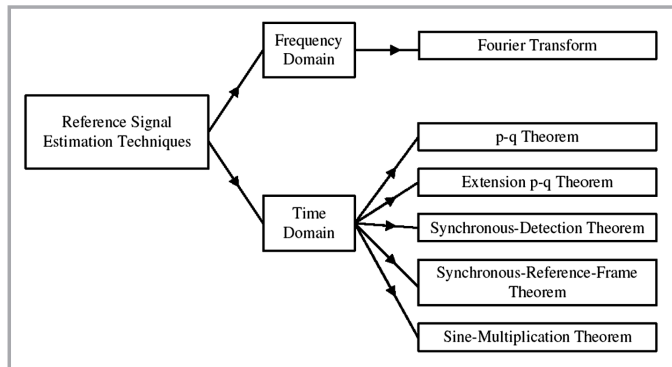 Frequency
Domain
Fourier Transform
Reference Signal
Estimation Techniques
p-q Theorem
Extension p-q Theorem
Time
Domain
Synchronous-Detection Theorem
Synchronous-Reference-Frame
Theorem
Sine-Multiplication Theorem